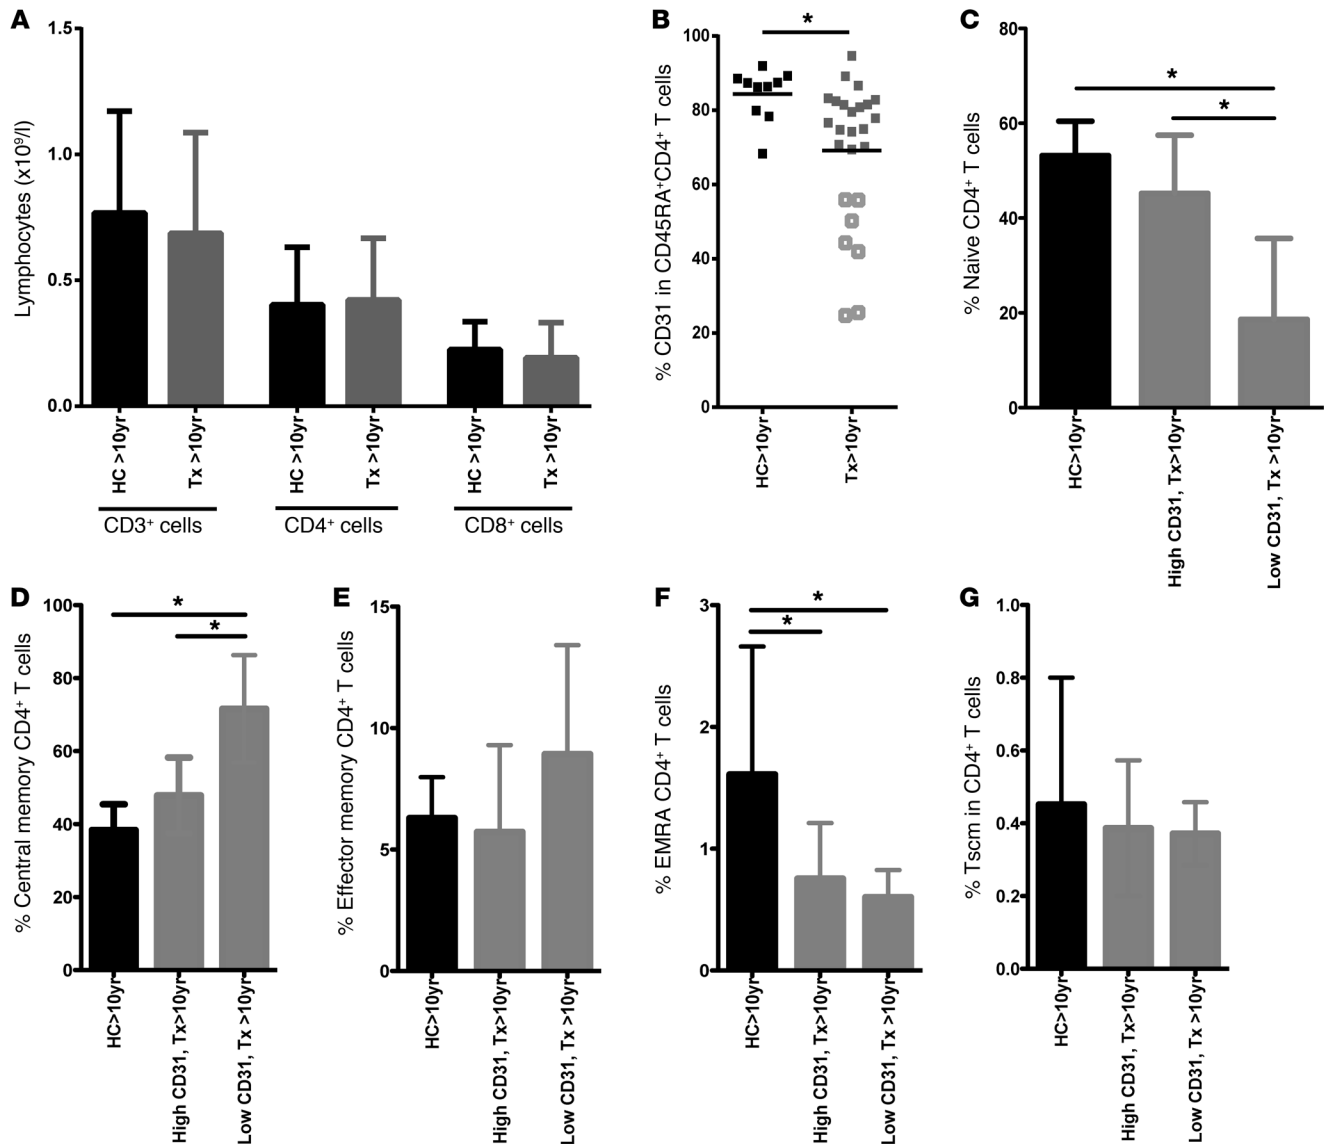 A
Lymphocytes (x10⁹/l)
1.5
1.0
0.5
0.0
HC >10yr
Tx >10yr
HC >10yr
Tx >10yr
HC >10yr
Tx >10yr
CD3⁺ cells
CD4⁺ cells
CD8⁺ cells
B
% CD31 in CD45RA⁺CD4⁺ T cells
100
80
60
40
20
0
*
HC>10yr
Tx>10yr
C
% Naive CD4⁺ T cells
80
60
40
20
0
*
*
HC>10yr
High CD31, Tx>10yr
Low CD31, Tx >10yr
D
% Central memory CD4⁺ T cells
100
80
60
40
20
0
*
*
HC>10yr
High CD31, Tx>10yr
Low CD31, Tx >10yr
E
% Effector memory CD4⁺ T cells
15
10
5
0
HC>10yr
High CD31, Tx>10yr
Low CD31, Tx >10yr
F
% EMRA CD4⁺ T cells
3
2
1
0
*
*
HC>10yr
High CD31, Tx>10yr
Low CD31, Tx >10yr
G
% Tscm in CD4⁺ T cells
1.0
0.8
0.6
0.4
0.2
0.0
HC>10yr
High CD31, Tx>10yr
Low CD31, Tx >10yr